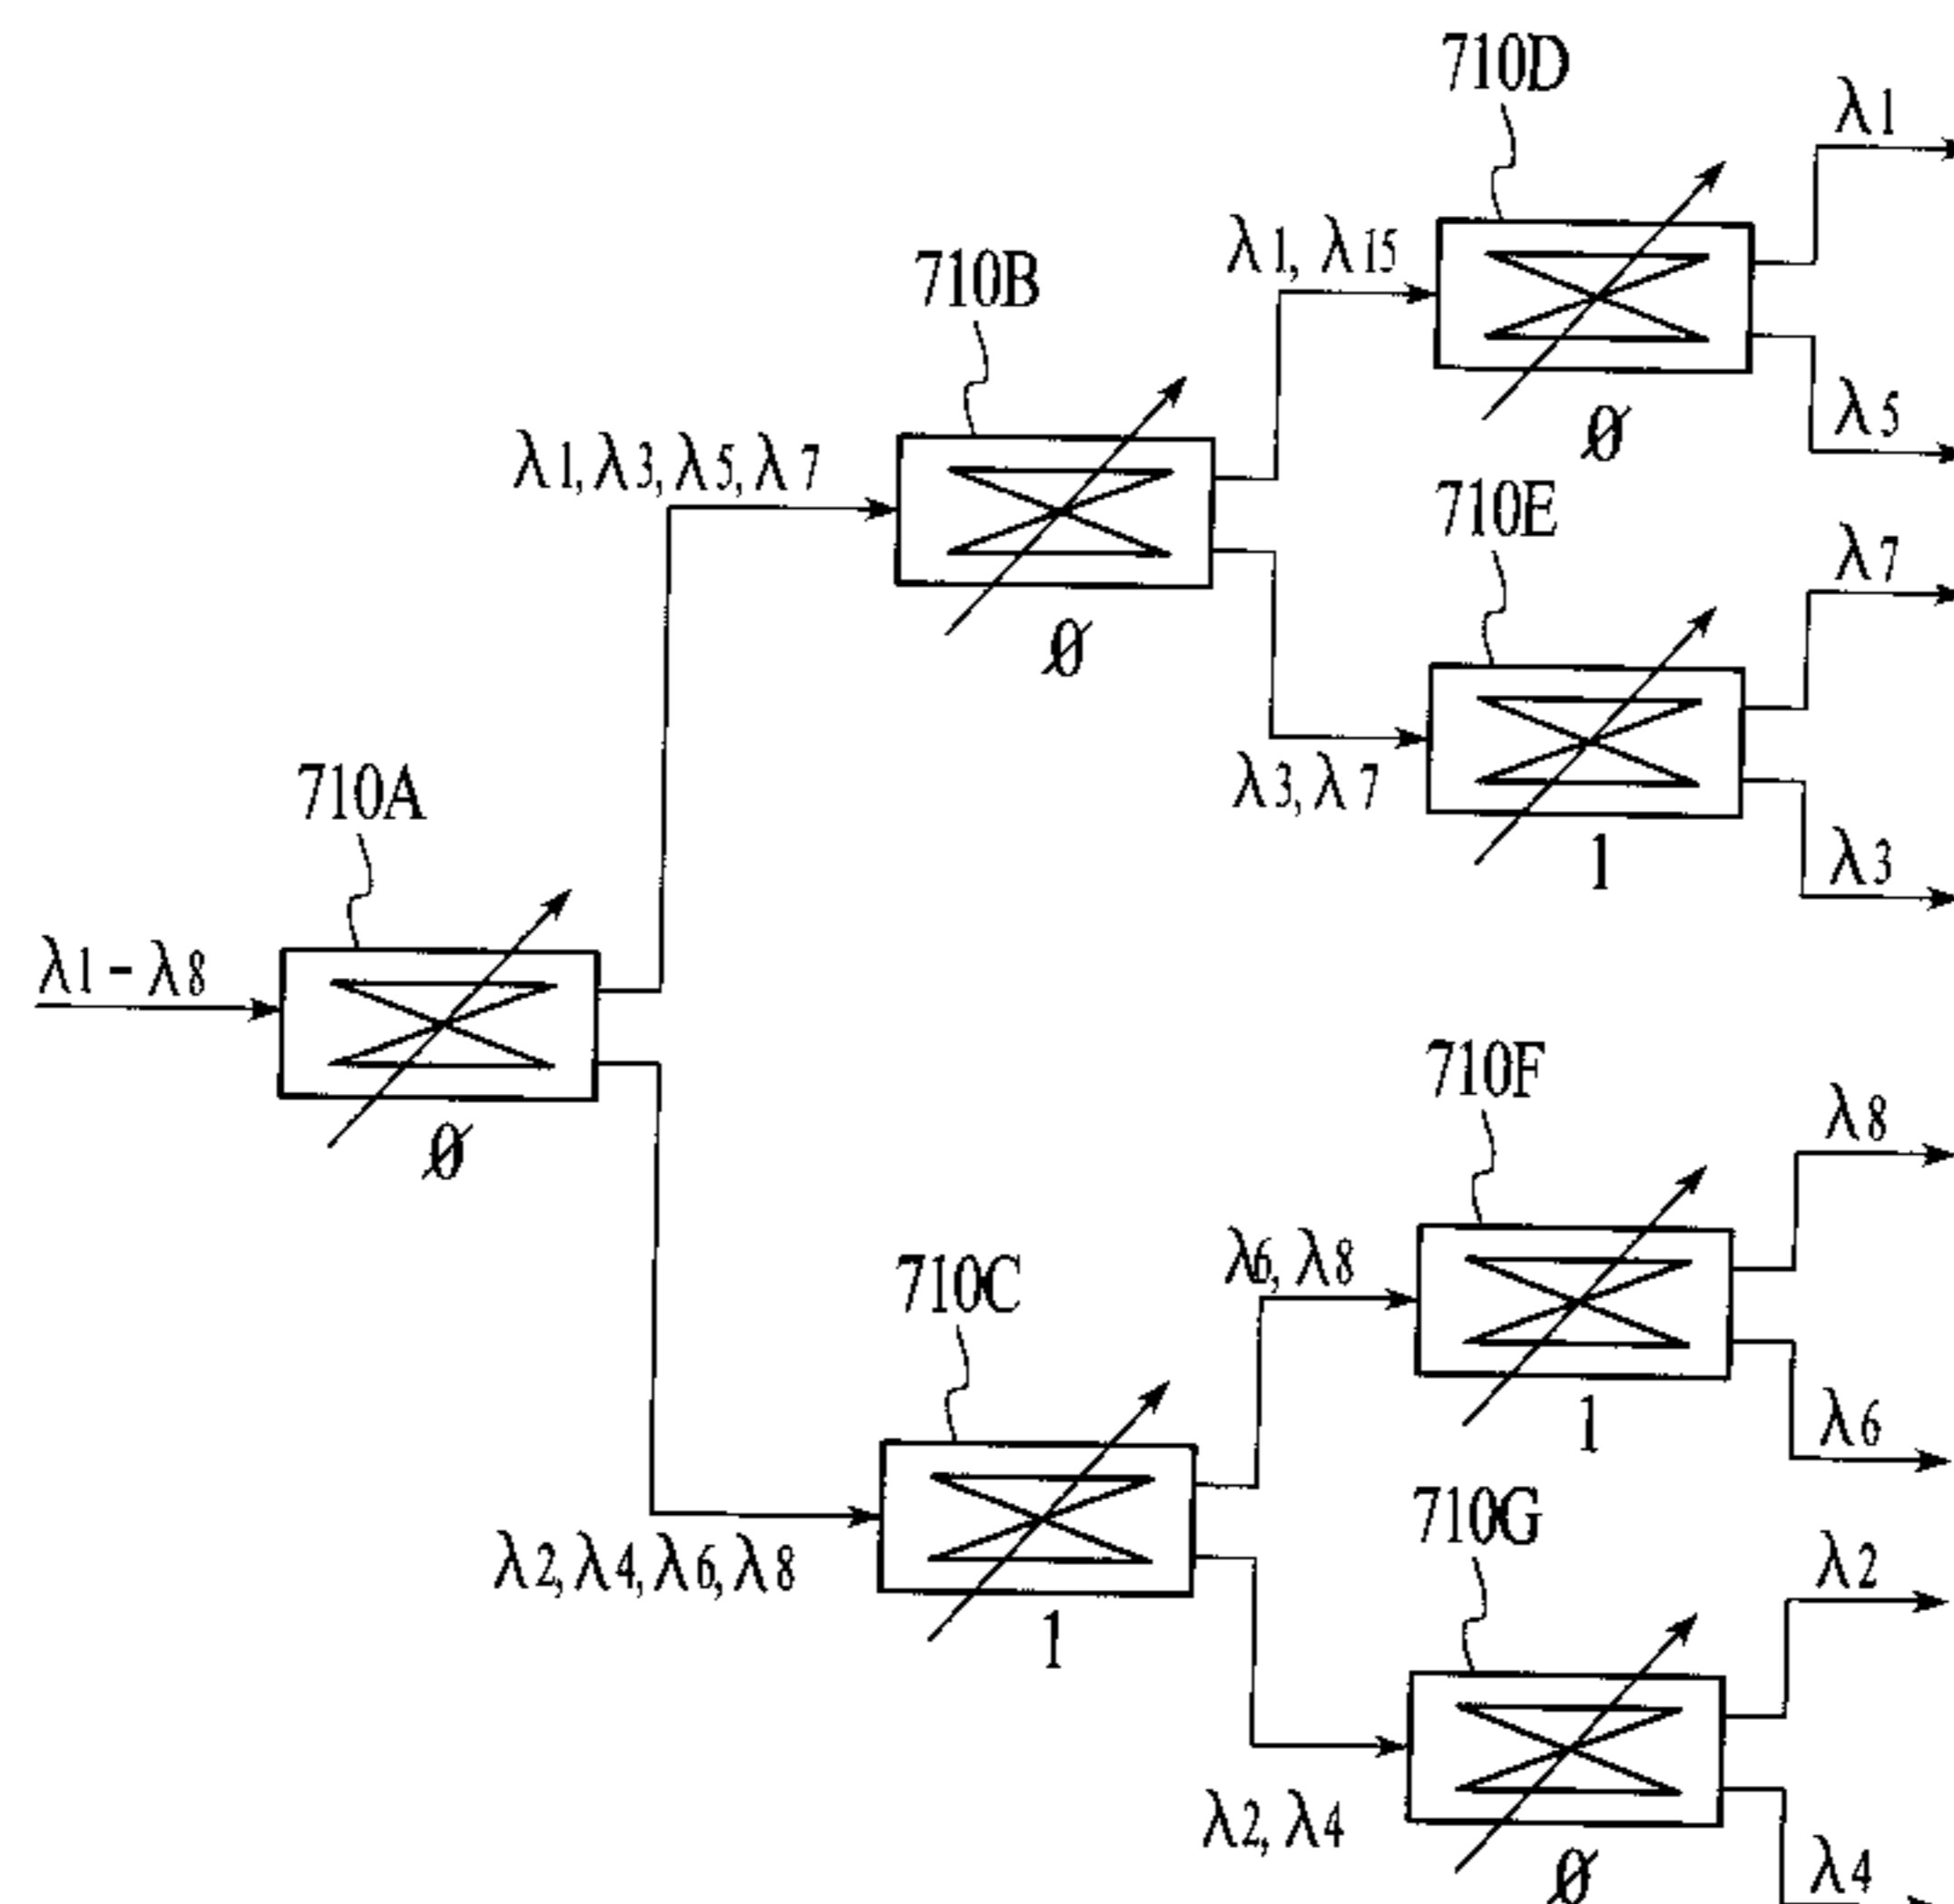 710D
λ1
710B
λ1, λ15
λ5
Ø
710E
λ1, λ3, λ5, λ7
λ7
Ø
710A
λ3, λ7
1
λ3
λ1 - λ8
710F
λ8
Ø
710C
λ6, λ8
λ6
1
710G
λ2, λ4, λ6, λ8
λ2
1
λ2, λ4
Ø
λ4